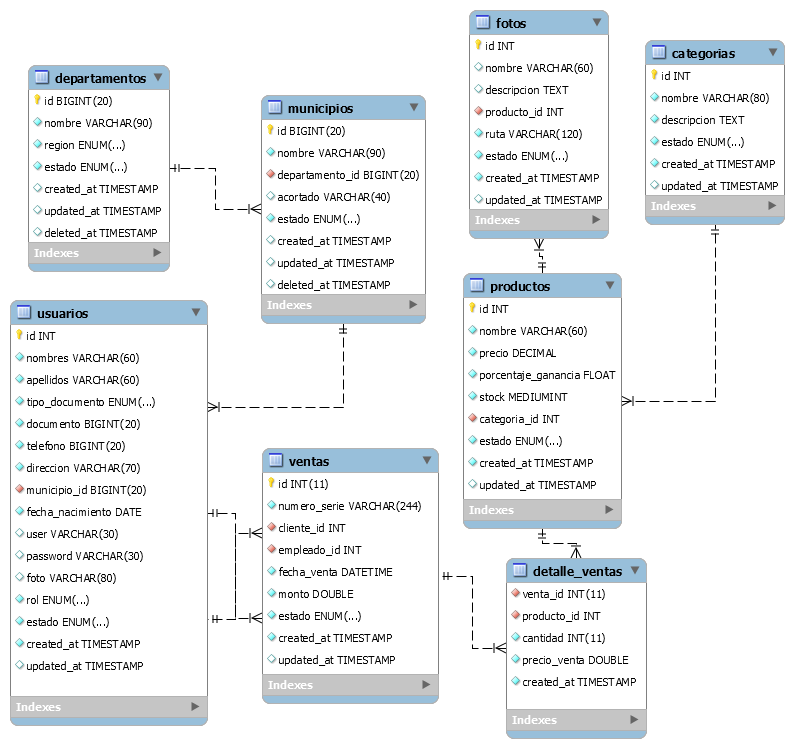 departamentos
id BIGINT(20)
nombre VARCHAR(90)
region ENUM(...)
estado ENUM(...)
created_at TIMESTAMP
updated_at TIMESTAMP
deleted_at TIMESTAMP
Indexes
municipios
id BIGINT(20)
nombre VARCHAR(90)
departamento_id BIGINT(20)
acortado VARCHAR(40)
estado ENUM(...)
created_at TIMESTAMP
updated_at TIMESTAMP
deleted_at TIMESTAMP
Indexes
fotos
id INT
nombre VARCHAR(60)
descripcion TEXT
producto_id INT
ruta VARCHAR(120)
estado ENUM(...)
created_at TIMESTAMP
updated_at TIMESTAMP
Indexes
categorias
id INT
nombre VARCHAR(80)
descripcion TEXT
estado ENUM(...)
created_at TIMESTAMP
updated_at TIMESTAMP
Indexes
usuarios
id INT
nombres VARCHAR(60)
apellidos VARCHAR(60)
tipo_documento ENUM(...)
documento BIGINT(20)
telefono BIGINT(20)
direccion VARCHAR(70)
municipio_id BIGINT(20)
fecha_nacimiento DATE
user VARCHAR(30)
password VARCHAR(30)
foto VARCHAR(80)
rol ENUM(...)
estado ENUM(...)
created_at TIMESTAMP
updated_at TIMESTAMP
Indexes
productos
id INT
nombre VARCHAR(60)
precio DECIMAL
porcentaje_ganancia FLOAT
stock MEDIUMINT
categoria_id INT
estado ENUM(...)
created_at TIMESTAMP
updated_at TIMESTAMP
Indexes
ventas
id INT(11)
numero_serie VARCHAR(244)
cliente_id INT
empleado_id INT
fecha_venta DATETIME
monto DOUBLE
estado ENUM(...)
created_at TIMESTAMP
updated_at TIMESTAMP
Indexes
detalle_ventas
venta_id INT(11)
producto_id INT
cantidad INT(11)
precio_venta DOUBLE
created_at TIMESTAMP
Indexes